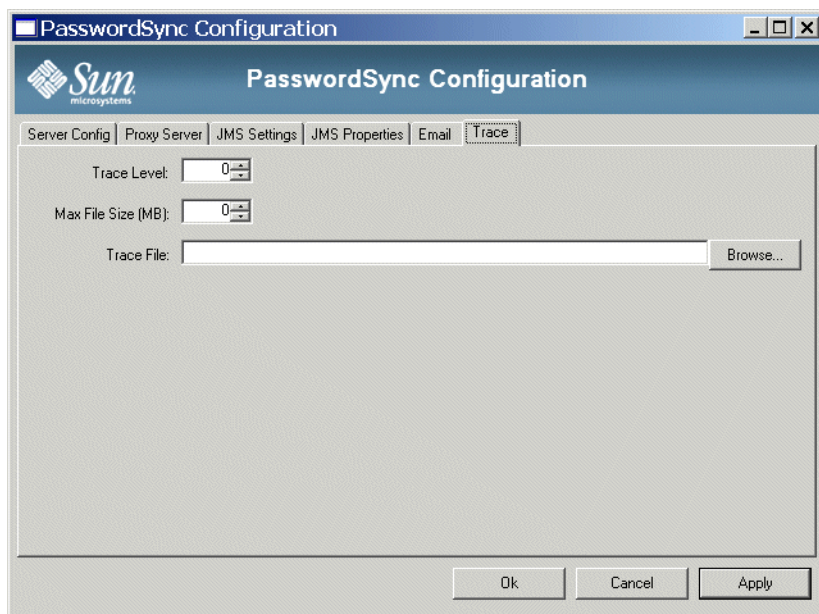 PasswordSync Configuration
Sun
microsystems
PasswordSync Configuration
Server Config Proxy Server JMS Settings JMS Properties Email Trace
Trace Level: 0
Max File Size (MB): 0
Trace File: Browse...
Ok Cancel Apply